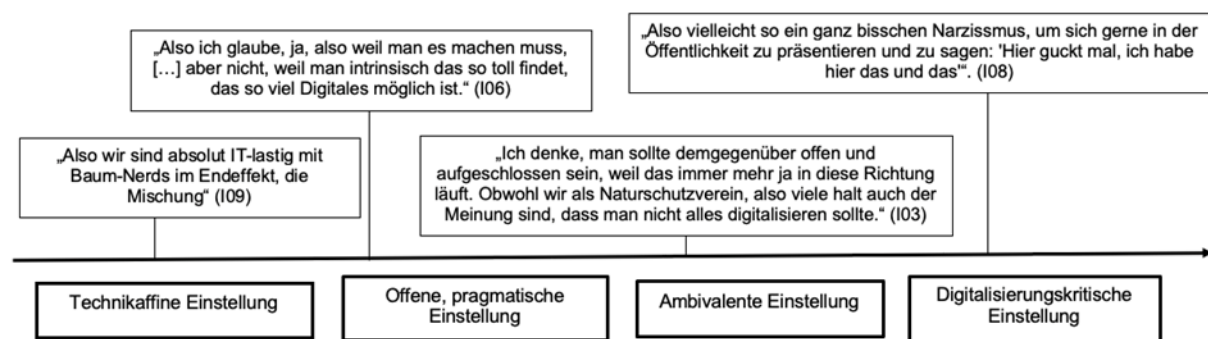 „Also ich glaube, ja, also weil man es machen muss,
[…] aber nicht, weil man intrinsisch das so toll findet,
das so viel Digitales möglich ist.“ (I06)
„Also vielleicht so ein ganz bisschen Narzissmus, um sich gerne in der
Öffentlichkeit zu präsentieren und zu sagen: 'Hier guckt mal, ich habe
hier das und das'“. (I08)
„Also wir sind absolut IT-lastig mit
Baum-Nerds im Endeffekt, die
Mischung“ (I09)
„Ich denke, man sollte demgegenüber offen und
aufgeschlossen sein, weil das immer mehr ja in diese Richtung
läuft. Obwohl wir als Naturschutzverein, also viele halt auch der
Meinung sind, dass man nicht alles digitalisieren sollte.“ (I03)
Technikaffine Einstellung
Offene, pragmatische
Einstellung
Ambivalente Einstellung
Digitalisierungskritische
Einstellung